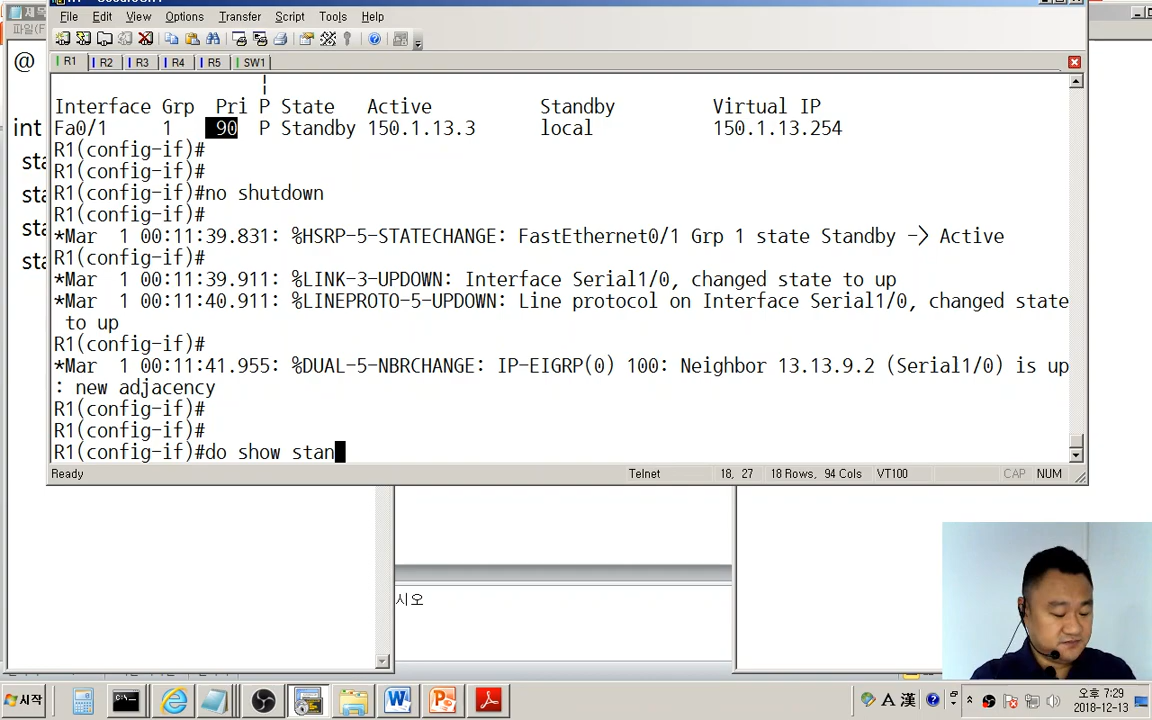 File Edit View Options Transfer Script Tools Help
R1 R2 R3 R4 R5 SW1
@
int
sta
sta
sta
sta
Interface Grp Pri P State Active Standby Virtual IP
Fa0/1 1 90 P Standby 150.1.13.3 local 150.1.13.254
R1(config-if)#
R1(config-if)#
R1(config-if)#no shutdown
R1(config-if)#
*Mar 1 00:11:39.831: %HSRP-5-STATECHANGE: FastEthernet0/1 Grp 1 state Standby -> Active
R1(config-if)#
*Mar 1 00:11:39.911: %LINK-3-UPDOWN: Interface Serial1/0, changed state to up
*Mar 1 00:11:40.911: %LINEPROTO-5-UPDOWN: Line protocol on Interface Serial1/0, changed state
to up
R1(config-if)#
*Mar 1 00:11:41.955: %DUAL-5-NBRCHANGE: IP-EIGRP(0) 100: Neighbor 13.13.9.2 (Serial1/0) is up
: new adjacency
R1(config-if)#
R1(config-if)#
R1(config-if)#do show stan
Ready Telnet 18, 27 18 Rows, 94 Cols VT100 CAP NUM
시오
시작
A 漢
오후 7:29
2018-12-13